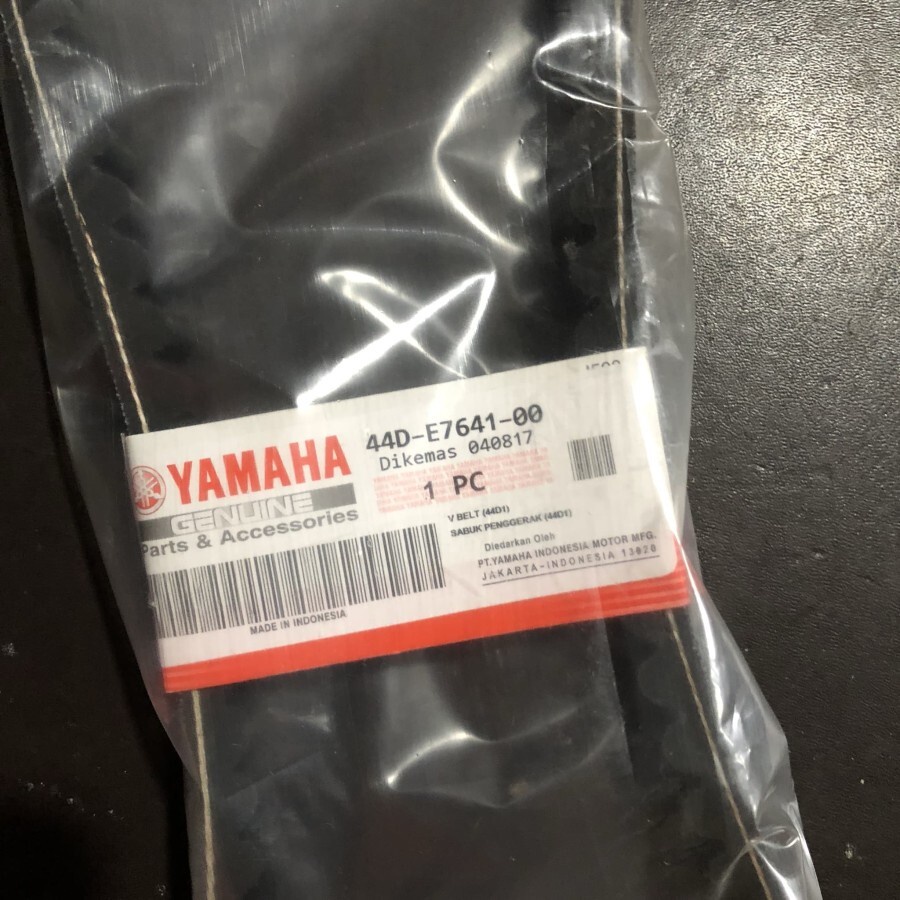 44D-E7641-00
Dikemas 040817
1 PC
YAMAHA
GENUINE
Parts & Accessories
V BELT (44D1)
SABUK PENGGERAK (44D1)
Diedarkan Oleh
PT.YAMAHA INDONESIA MOTOR MFG.
JAKARTA-INDONESIA 13920
MADE IN INDONESIA